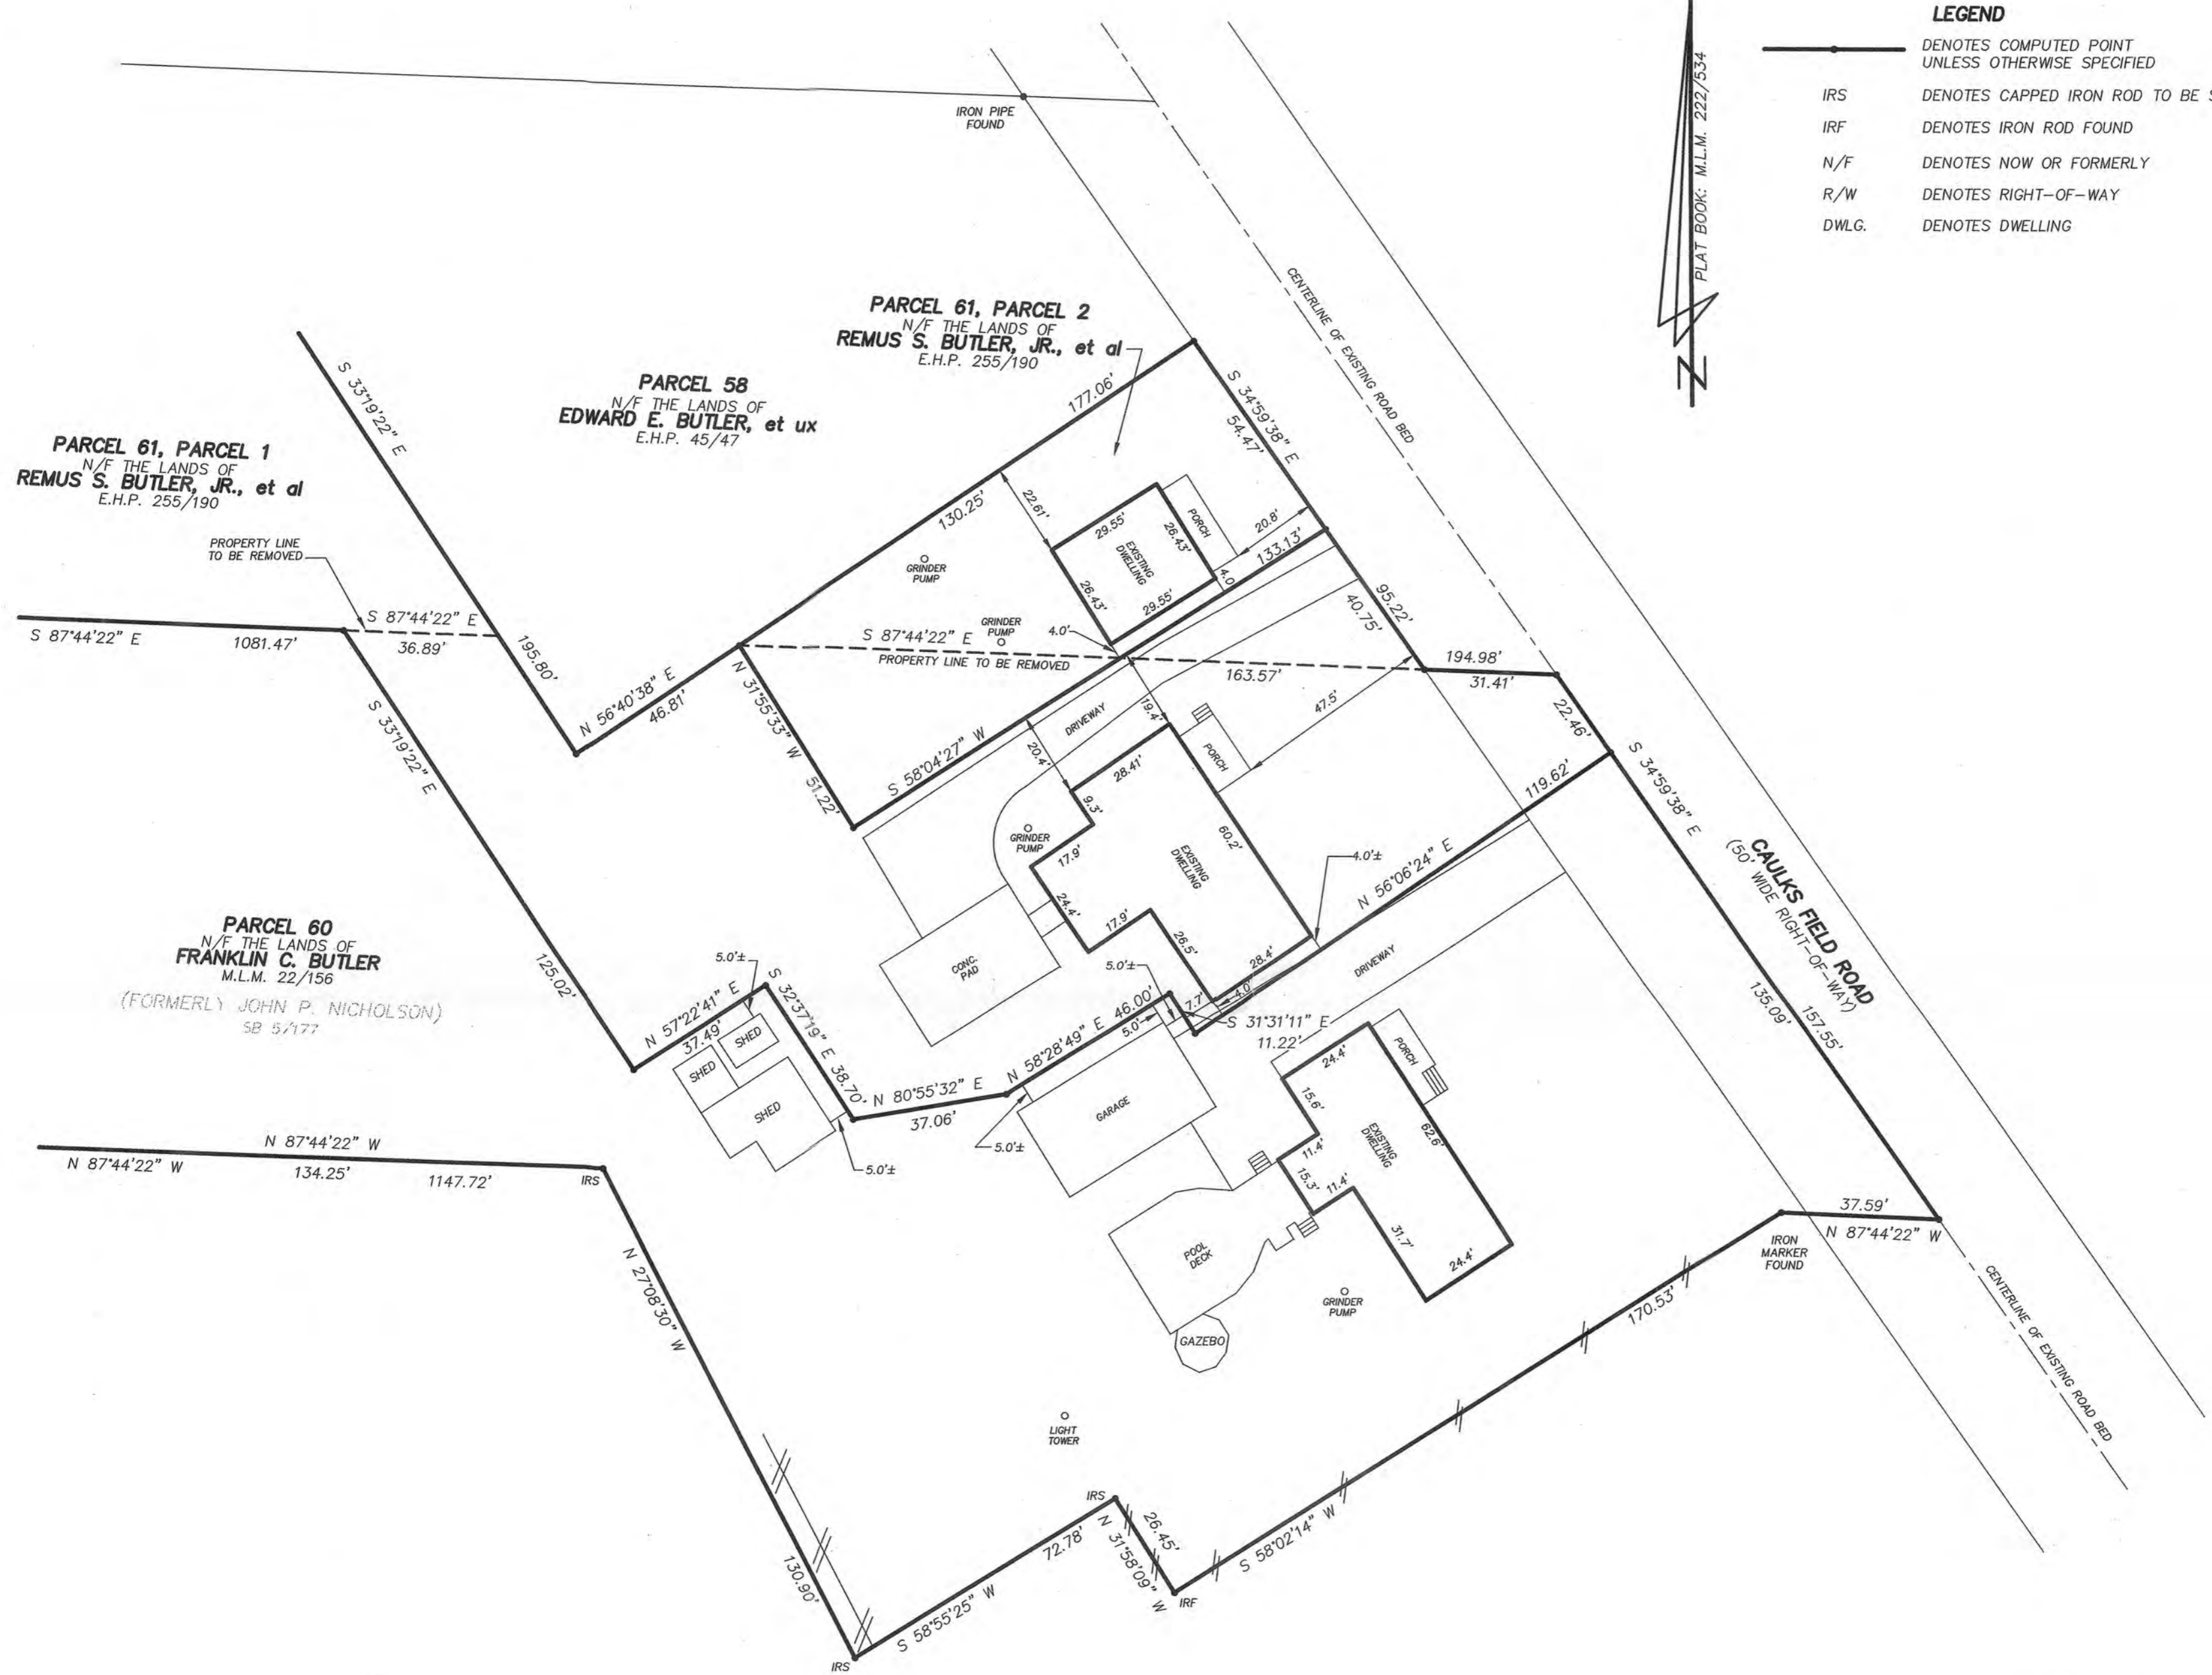 LEGEND
DENOTES COMPUTED POINT
UNLESS OTHERWISE SPECIFIED
IRS DENOTES CAPPED IRON ROD TO BE
IRF DENOTES IRON ROD FOUND
N/F DENOTES NOW OR FORMERLY
R/W DENOTES RIGHT-OF-WAY
DWLG. DENOTES DWELLING
PLAT BOOK: M.L.M. 222/534
N
IRON PIPE
FOUND
CENTERLINE OF EXISTING ROAD BED
PARCEL 61, PARCEL 2
N/F THE LANDS OF
REMUS S. BUTLER, JR., et al
E.H.P. 255/190
PARCEL 58
N/F THE LANDS OF
EDWARD E. BUTLER, et ux
E.H.P. 45/47
PARCEL 61, PARCEL 1
N/F THE LANDS OF
REMUS S. BUTLER, JR., et al
E.H.P. 255/190
PROPERTY LINE
TO BE REMOVED
S 33°19'22" E
195.80'
177.06'
130.25'
S 34°59'38" E
54.47'
22.61'
29.55'
26.43'
PORCH
EXISTING
DWELLING
26.43'
29.55'
20.8'
4.0'
133.13'
GRINDER
PUMP
GRINDER
PUMP
4.0'
S 87°44'22" E
1081.47'
S 87°44'22" E
36.89'
S 87°44'22" E
PROPERTY LINE TO BE REMOVED
163.57'
95.22'
40.75'
194.98'
31.41'
22.46'
N 56°40'38" E
46.81'
N 31°55'33" W
51.22'
S 58°04'27" W
DRIVEWAY
20.4'
19.4'
47.5'
PORCH
28.41'
9.3'
GRINDER
PUMP
17.9'
60.2'
EXISTING
DWELLING
24.4'
17.9'
26.5'
28.4'
4.0'±
N 56°06'24" E
119.62'
S 34°59'38" E
CAULKS FIELD ROAD
(50' WIDE RIGHT-OF-WAY)
135.09'
157.55'
DRIVEWAY
S 33°19'22" E
125.02'
PARCEL 60
N/F THE LANDS OF
FRANKLIN C. BUTLER
M.L.M. 22/156
(FORMERLY JOHN P. NICHOLSON)
SB 5/177
CONC.
PAD
5.0'±
N 57°22'41" E
37.49'
SHED
SHED
SHED
S 32°37'19" E 38.70'
5.0'±
N 80°55'32" E
37.06'
N 58°28'49" E 46.00'
5.0'±
5.0'±
5.0'
7.7'
4.0'
S 31°31'11" E
11.22'
GARAGE
24.4'
PORCH
15.6'
EXISTING
DWELLING
62.6'
11.4'
15.3'
11.4'
31.7'
24.4'
POOL
DECK
GAZEBO
GRINDER
PUMP
LIGHT
TOWER
N 87°44'22" W
N 87°44'22" W
134.25'
1147.72'
IRS
N 27°08'30" W
130.90'
IRS
S 58°55'25" W
72.78'
IRS
N 31°58'09" W
26.45'
IRF
S 58°02'14" W
170.53'
IRON
MARKER
FOUND
37.59'
N 87°44'22" W
CENTERLINE OF EXISTING ROAD BED